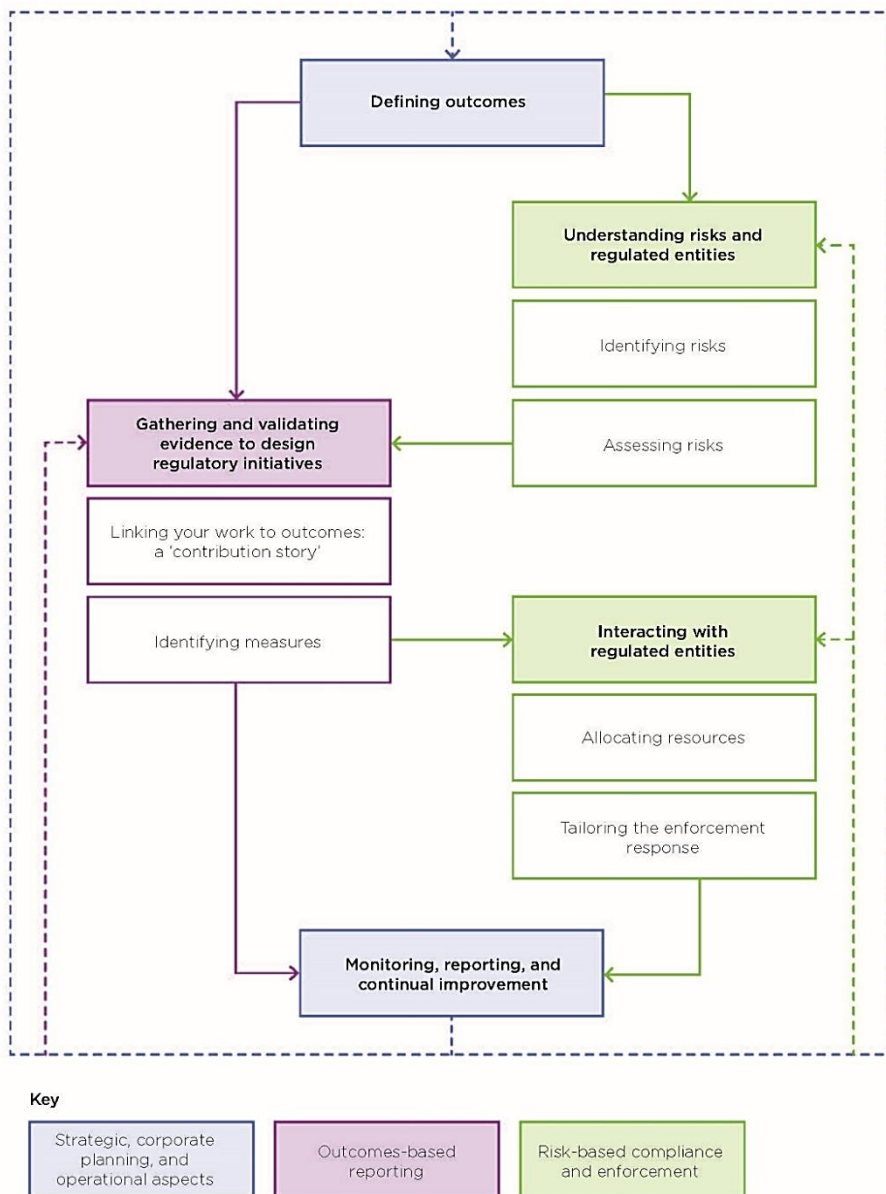 Defining outcomes
Understanding risks and
regulated entities
Identifying risks
Gathering and validating
evidence to design
regulatory initiatives
Assessing risks
Linking your work to outcomes:
a ‘contribution story’
Identifying measures
Interacting with
regulated entities
Allocating resources
Tailoring the enforcement
response
Monitoring, reporting, and
continual improvement
Key
Strategic, corporate
planning, and
operational aspects
Outcomes-based
reporting
Risk-based compliance
and enforcement